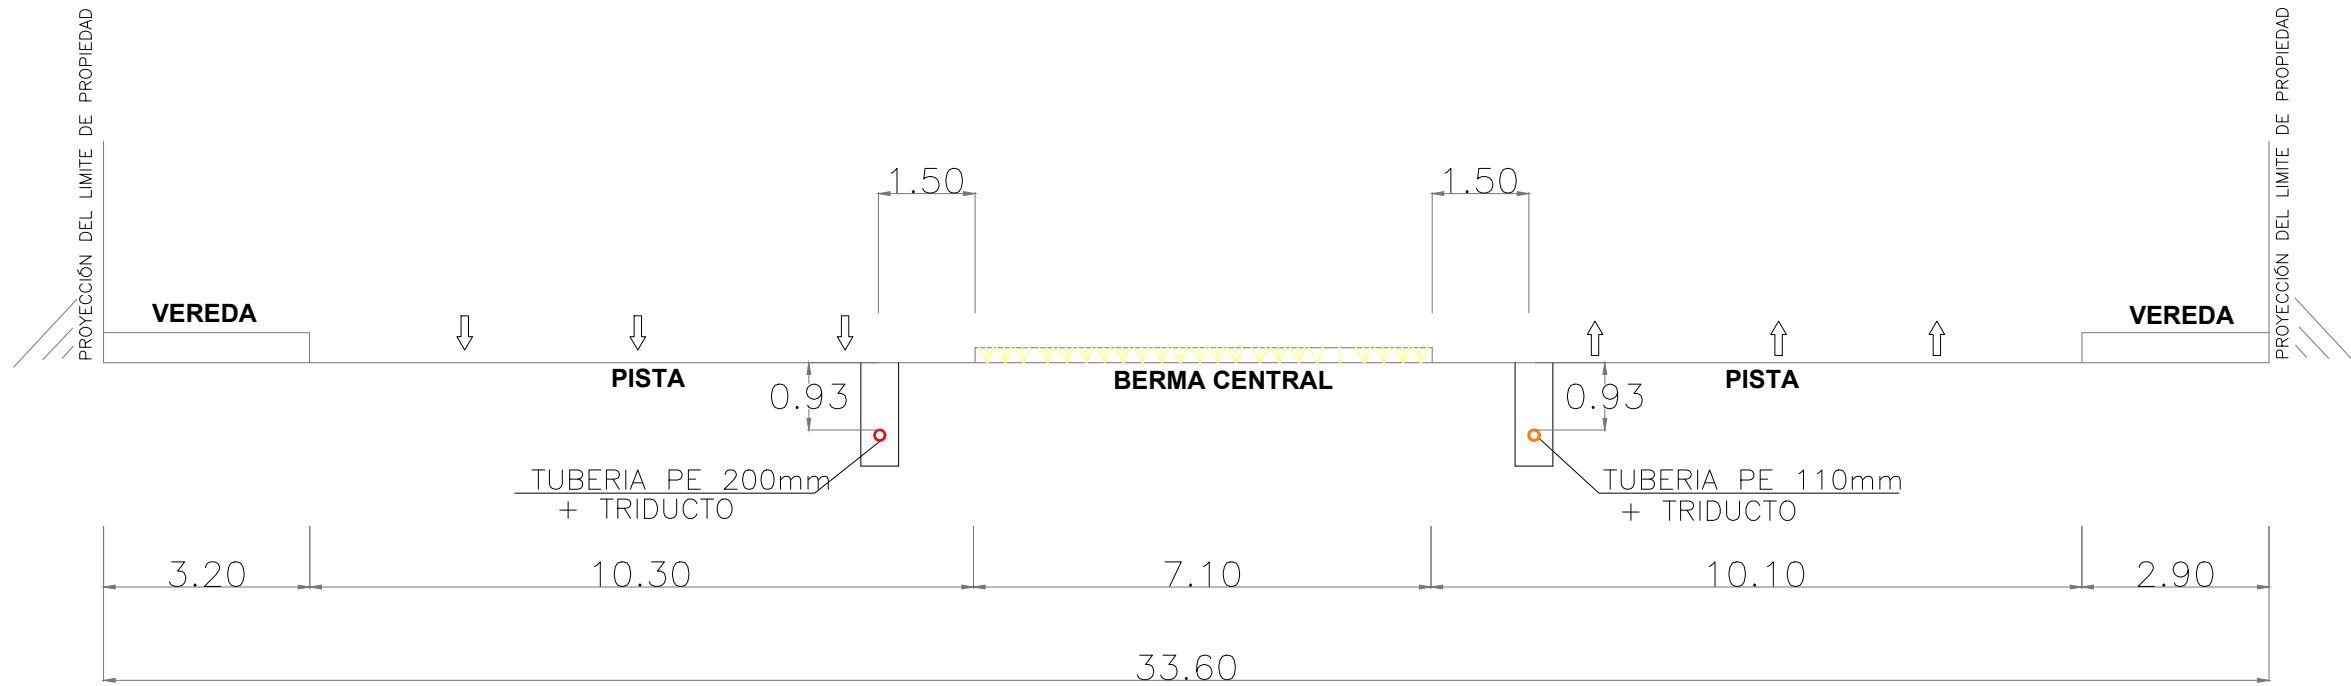 PROYECCIÓN DEL LIMITE DE PROPIEDAD
PROYECCIÓN DEL LIMITE DE PROPIEDAD
1.50
1.50
VEREDA
VEREDA
PISTA
BERMA CENTRAL
PISTA
0.93
0.93
TUBERIA PE 200mm
+ TRIDUCTO
TUBERIA PE 110mm
+ TRIDUCTO
3.20
10.30
7.10
10.10
2.90
33.60